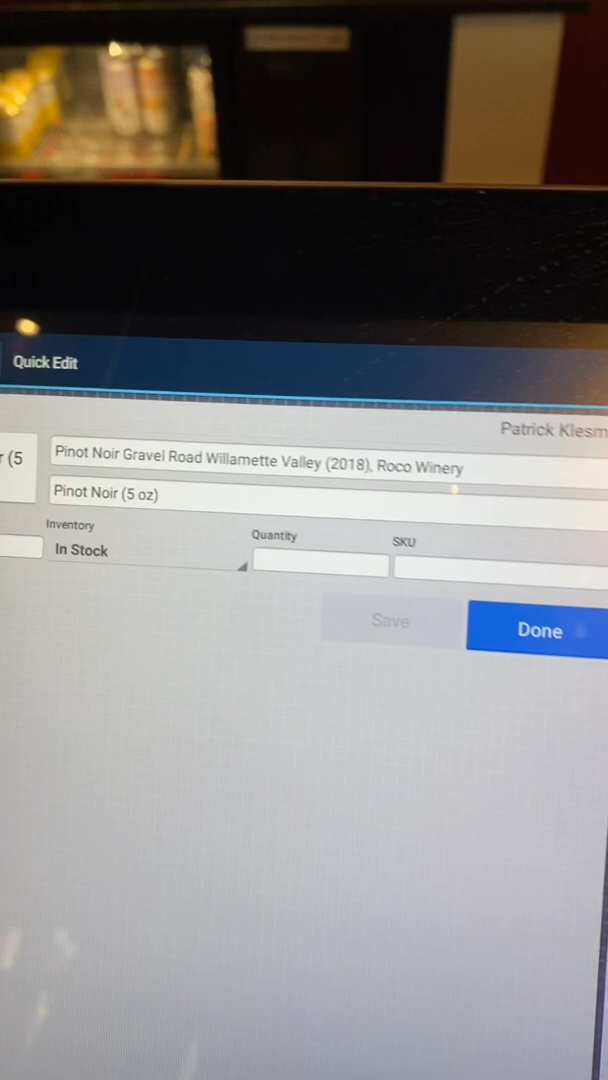 Quick Edit
Patrick Klesm
r (5
Pinot Noir Gravel Road Willamette Valley (2018), Roco Winery
Pinot Noir (5 oz)
Inventory
Quantity
SKU
In Stock
Save
Done